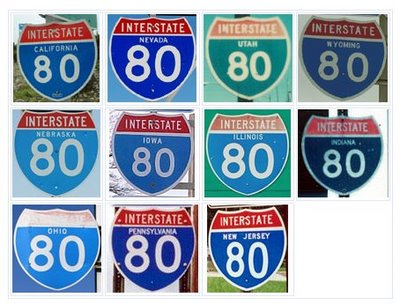 INTERSTATE
CALIFORNIA
80
INTERSTATE
NEVADA
80
INTERSTATE
UTAH
80
INTERSTATE
WYOMING
80
INTERSTATE
NEBRASKA
80
INTERSTATE
IOWA
80
INTERSTATE
ILLINOIS
80
INTERSTATE
INDIANA
80
INTERSTATE
OHIO
80
INTERSTATE
PENNSYLVANIA
80
INTERSTATE
NEW JERSEY
80